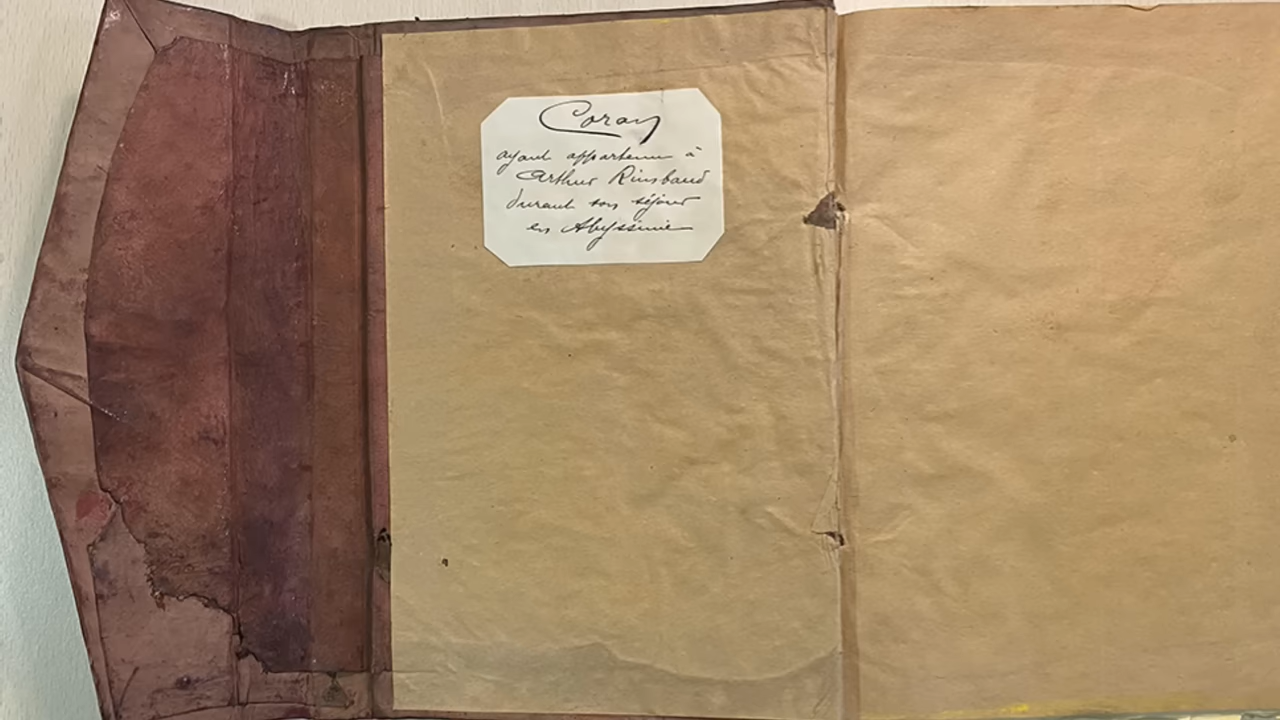 Coran
ayant appartenu à
Arthur Rimbaud
durant son séjour
en Abyssinie